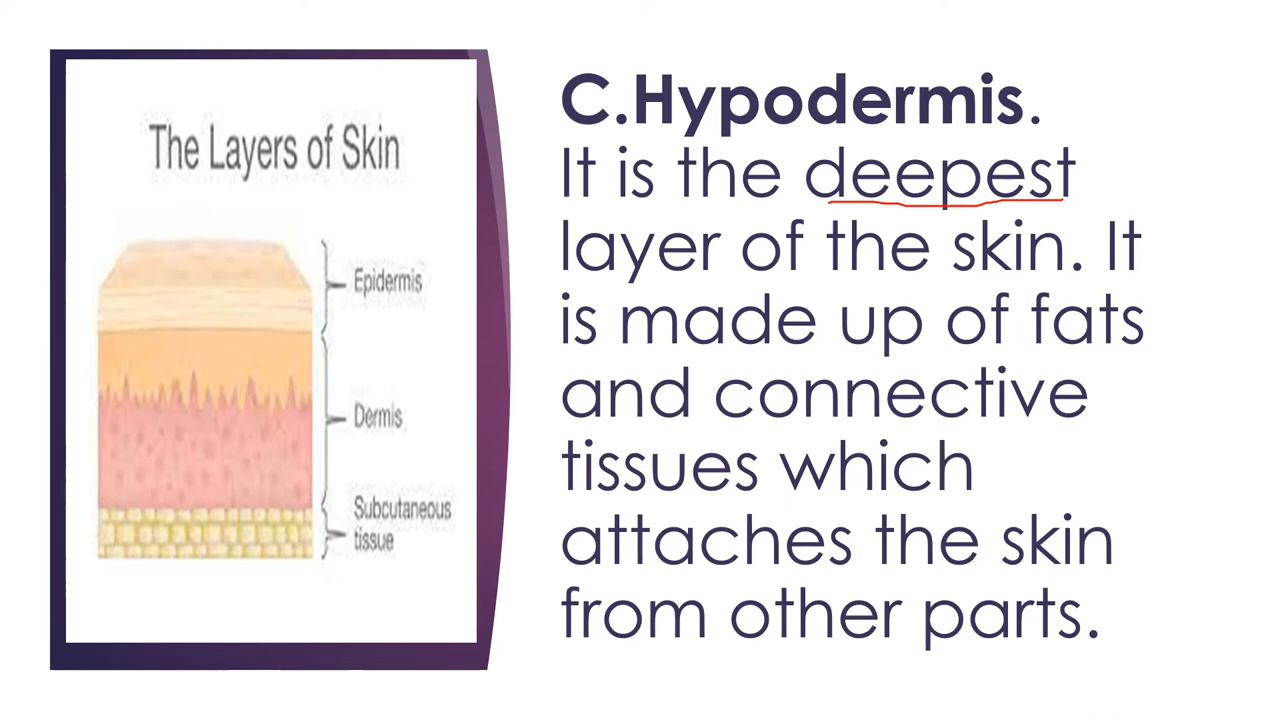 The Layers of Skin
Epidermis
Dermis
Subcutaneous
tissue
C.Hypodermis.
It is the deepest
layer of the skin. It
is made up of fats
and connective
tissues which
attaches the skin
from other parts.